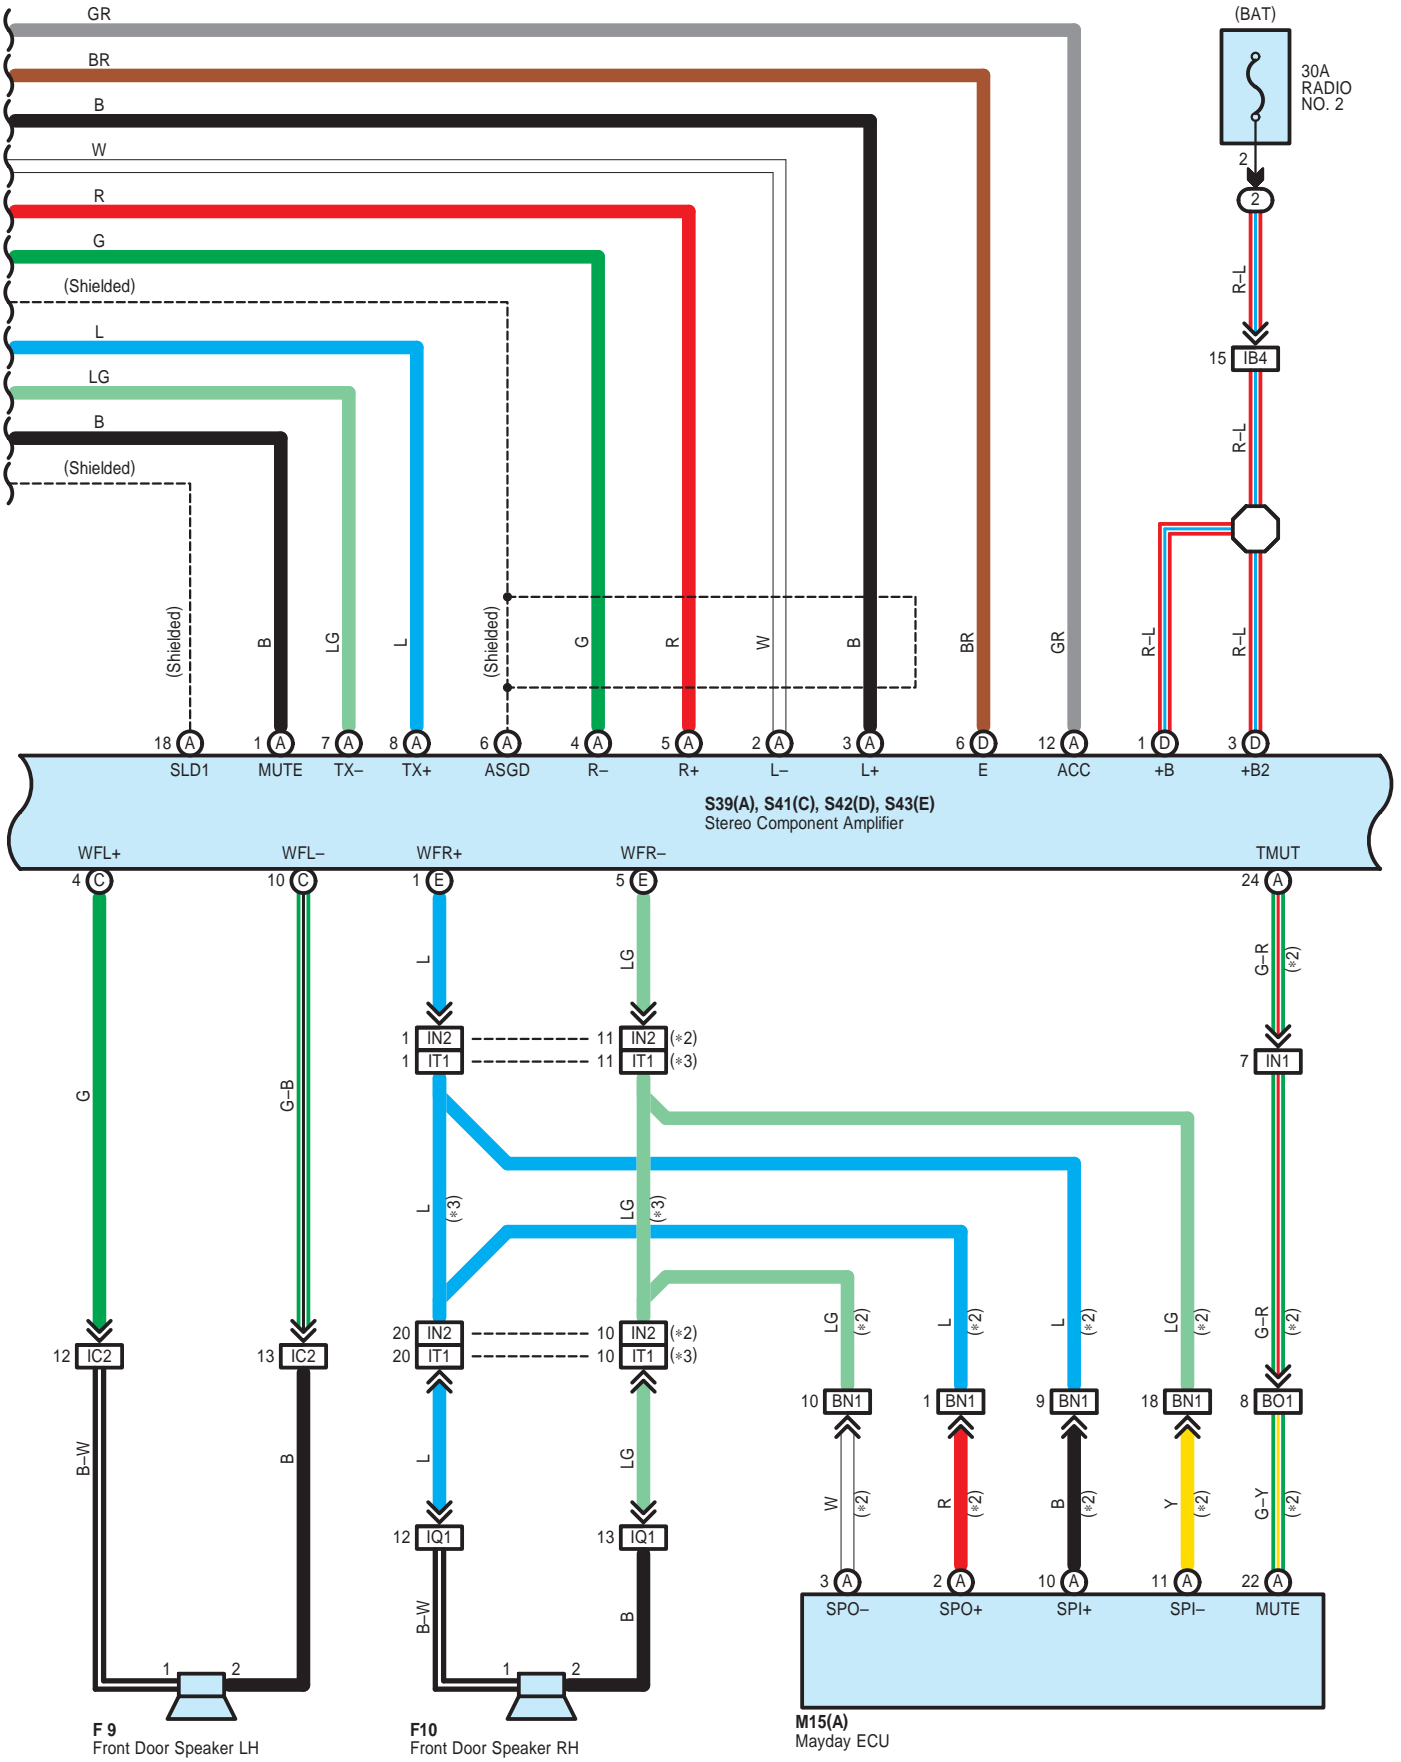 GR
(BAT)
BR
30A
RADIO
NO. 2
B
W
2
R
2
G
R–L
(Shielded)
L
15 IB4
LG
B
R–L
(Shielded)
(Shielded)
B
LG
L
(Shielded)
G
R
W
B
BR
GR
R–L
R–L
18 A
1 A
7 A
8 A
6 A
4 A
5 A
2 A
3 A
6 D
12 A
1 D
3 D
SLD1
MUTE
TX–
TX+
ASGD
R–
R+
L–
L+
E
ACC
+B
+B2
S39(A), S41(C), S42(D), S43(E)
Stereo Component Amplifier
WFL+
WFL–
WFR+
WFR–
TMUT
4 C
10 C
1 E
5 E
24 A
L
LG
G–R
(*2)
1 IN2
11 IN2 (*2)
1 IT1
11 IT1 (*3)
7 IN1
G
G–B
L
(*3)
LG
(*3)
LG
(*2)
L
(*2)
L
(*2)
LG
(*2)
G–R
(*2)
20 IN2
10 IN2 (*2)
12 IC2
13 IC2
20 IT1
10 IT1 (*3)
10 BN1
1 BN1
9 BN1
18 BN1
8 BO1
B–W
B
L
LG
W
(*2)
R
(*2)
B
(*2)
Y
(*2)
G–Y
(*2)
12 IQ1
13 IQ1
3 A
2 A
10 A
11 A
22 A
SPO–
SPO+
SPI+
SPI–
MUTE
B–W
B
1
2
1
2
F 9
Front Door Speaker LH
F10
Front Door Speaker RH
M15(A)
Mayday ECU